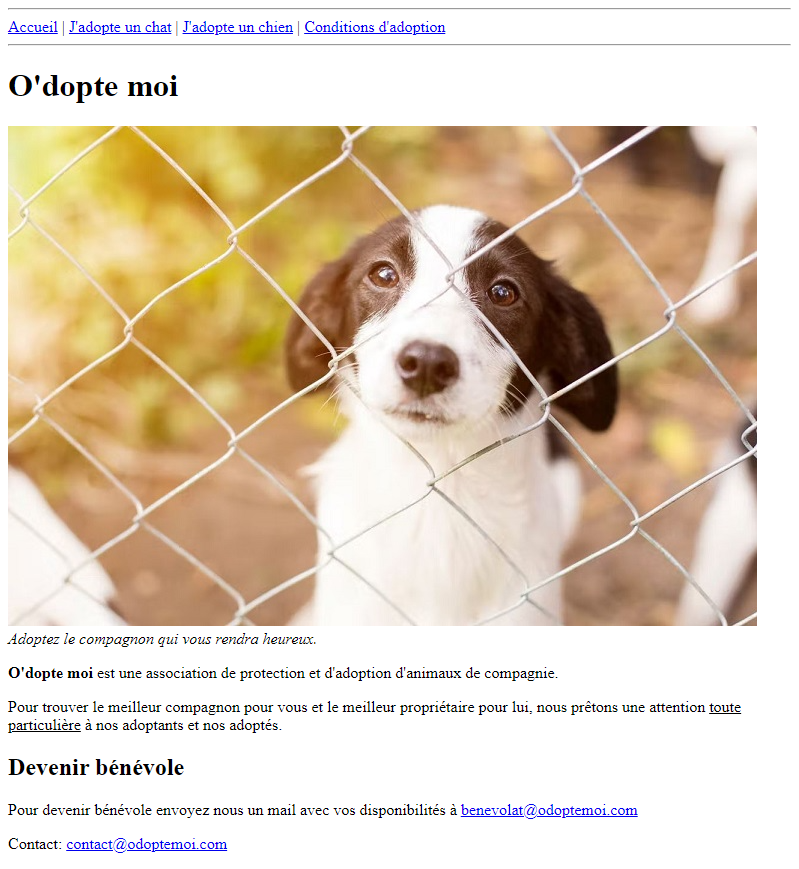 Accueil | J'adopte un chat | J'adopte un chien | Conditions d'adoption
O'dopte moi
Adoptez le compagnon qui vous rendra heureux.
O'dopte moi est une association de protection et d'adoption d'animaux de compagnie.
Pour trouver le meilleur compagnon pour vous et le meilleur propriétaire pour lui, nous prêtons une attention toute
particulière à nos adoptants et nos adoptés.
Devenir bénévole
Pour devenir bénévole envoyez nous un mail avec vos disponibilités à benevolat@odoptemoi.com
Contact: contact@odoptemoi.com